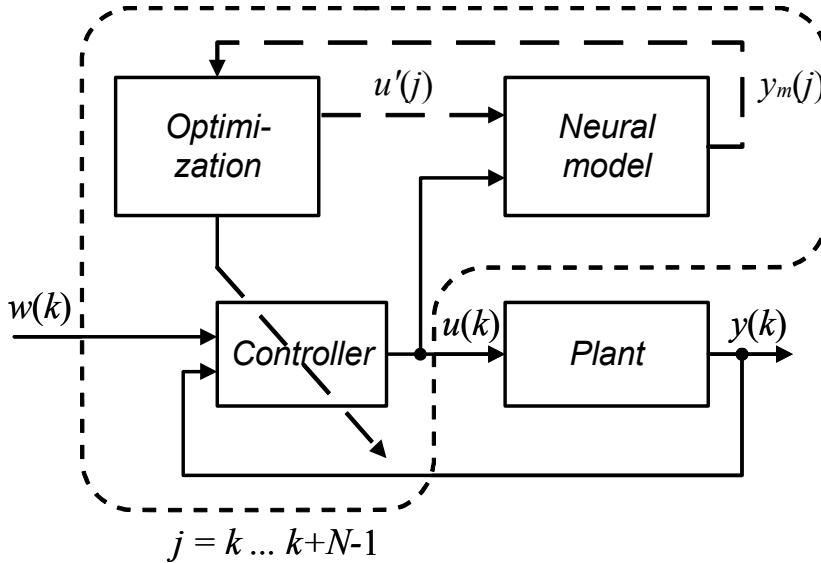 Optimi-
zation
u'(j)
Neural
model
yₘ(j)
w(k)
Controller
u(k)
Plant
y(k)
j = k ... k+N-1